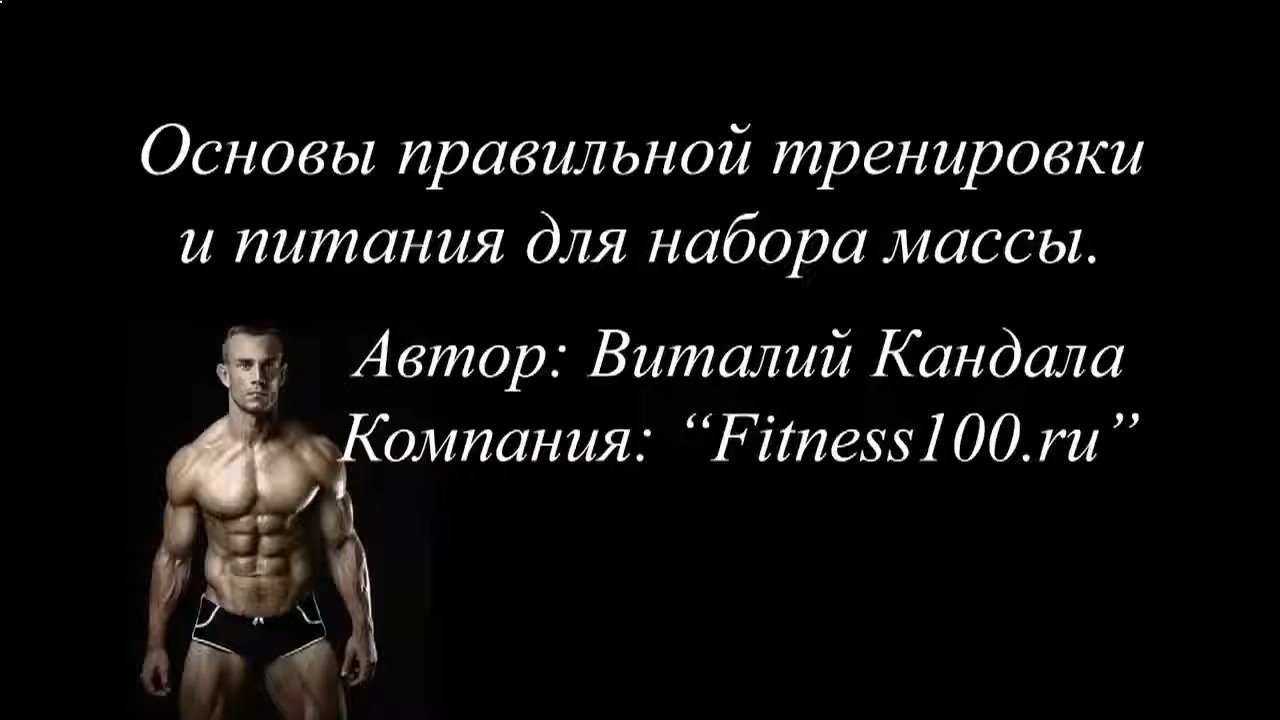 Основы правильной тренировки
и питания для набора массы.
Автор: Виталий Кандала
Компания: “Fitness100.ru”